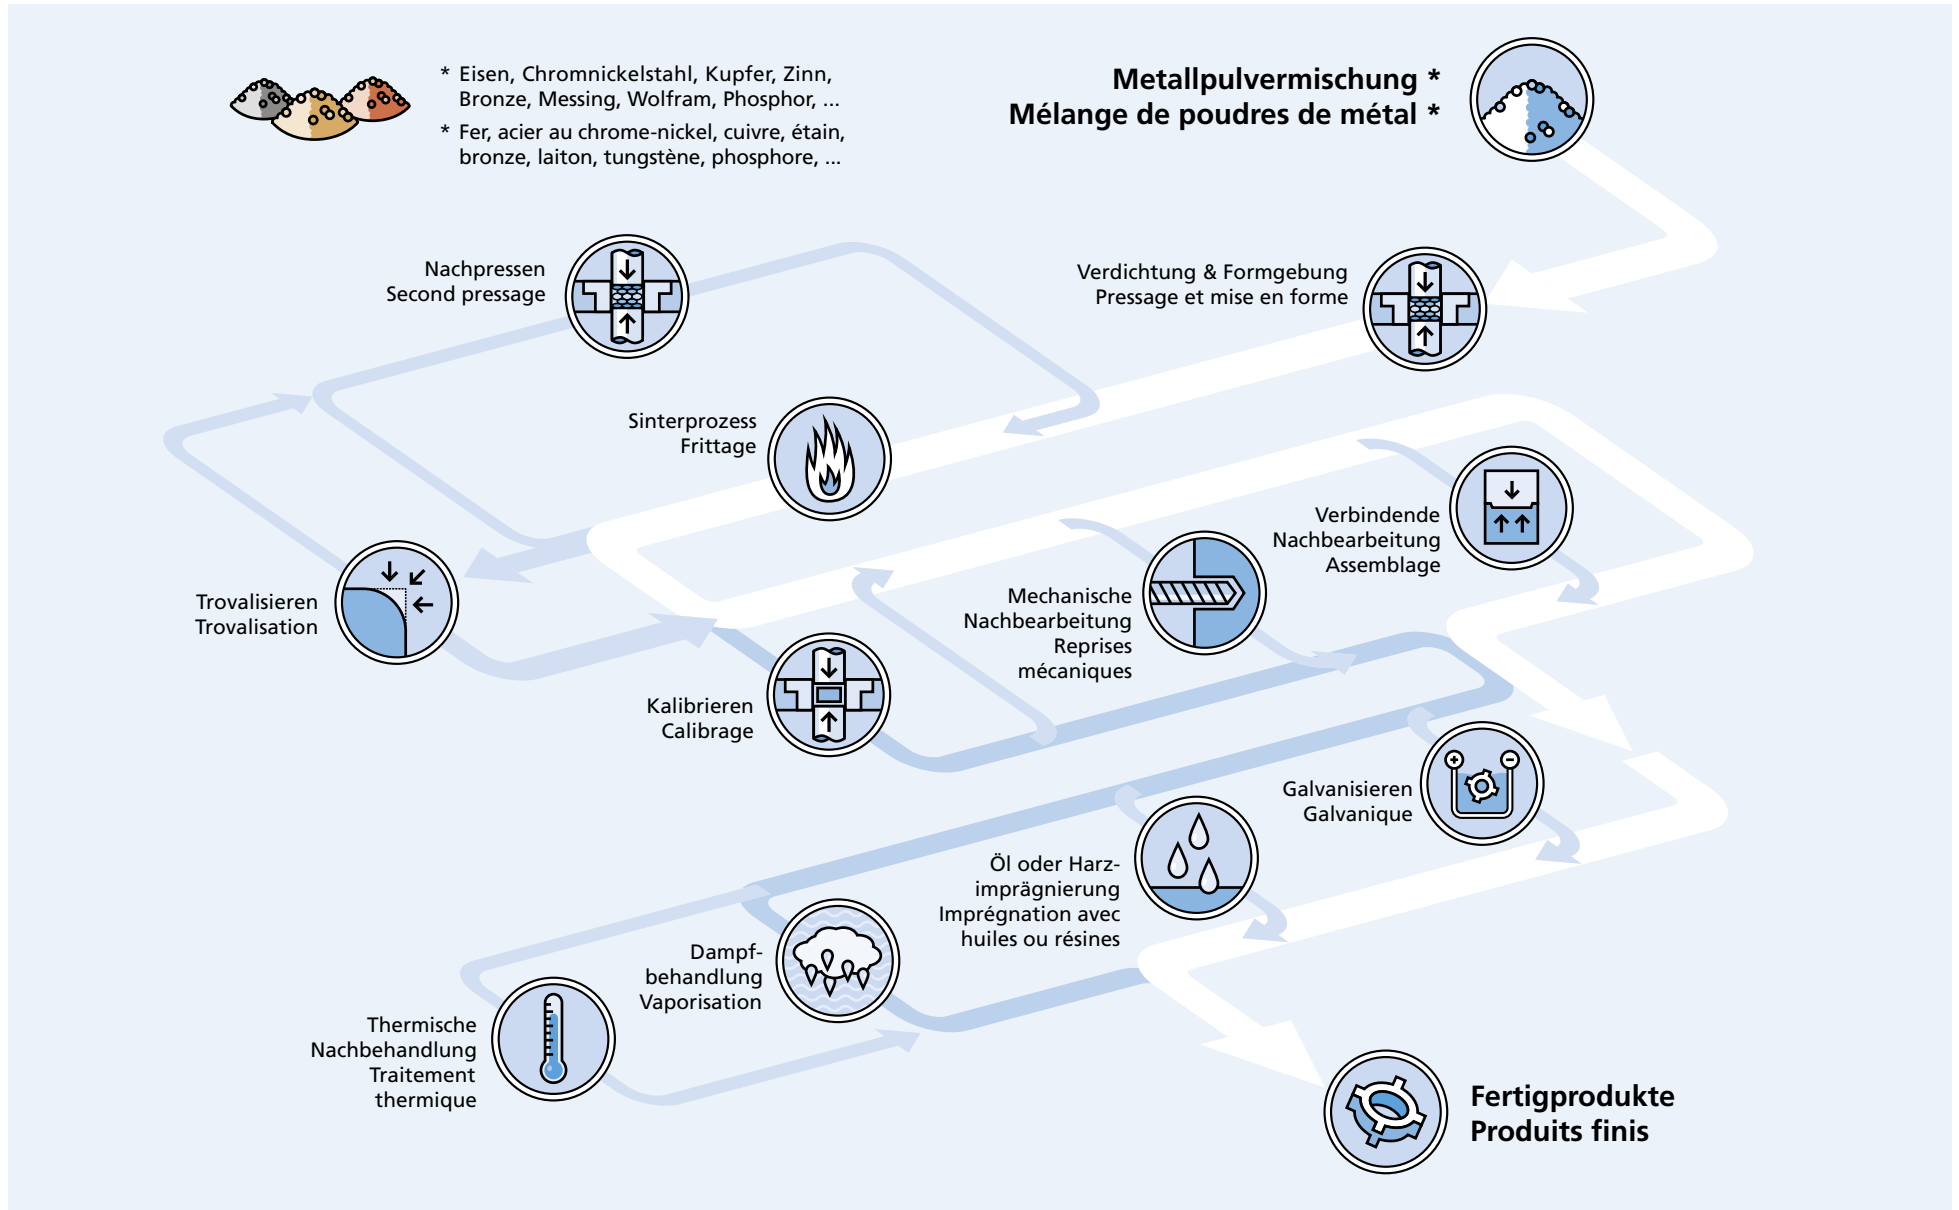 * Eisen, Chromnickelstahl, Kupfer, Zinn,
Bronze, Messing, Wolfram, Phosphor, ...
* Fer, acier au chrome-nickel, cuivre, étain,
bronze, laiton, tungstène, phosphore, ...
Metallpulvermischung *
Mélange de poudres de métal *
Nachpressen
Second pressage
Verdichtung & Formgebung
Pressage et mise en forme
Sinterprozess
Frittage
Verbindende
Nachbearbeitung
Assemblage
Trovalisieren
Trovalisation
Mechanische
Nachbearbeitung
Reprises
mécaniques
Kalibrieren
Calibrage
Galvanisieren
Galvanique
Öl oder Harz-
imprägnierung
Imprégnation avec
huiles ou résines
Dampf-
behandlung
Vaporisation
Thermische
Nachbehandlung
Traitement
thermique
Fertigprodukte
Produits finis